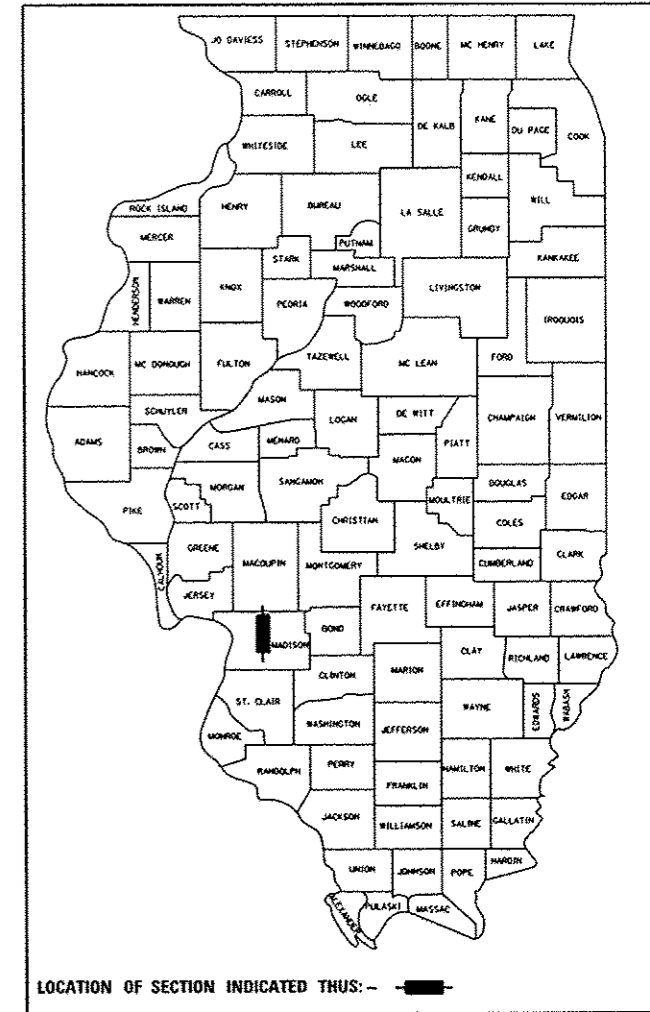 JO DAVIESS STEPHENSON WINNEBAGO BOONE MC HENRY LAKE
CARROLL OGLE DE KALB KANE DU PAGE COOK
WHITESIDE LEE
KENDALL WILL
ROCK ISLAND HENRY BUREAU LA SALLE
MERCER PUTNAM GRUNDY
STARK MARSHALL KANKAKEE
HENDERSON WARREN KNOX PEORIA WOODFORD LIVINGSTON
IROQUOIS
HANCOCK MC DONOUGH FULTON TAZEWELL MC LEAN FORD
MASON
SCHUYLER LOGAN DE WITT CHAMPAIGN VERMILION
ADAMS BROWN CASS MENARD MACON PIATT
MORGAN SANGAMON DOUGLAS
PIKE SCOTT CHRISTIAN MOULTRIE EDGAR
COLES
GREENE MACOUPIN MONTGOMERY SHELBY CUMBERLAND CLARK
CALHOUN JERSEY
FAYETTE EFFINGHAM JASPER CRAWFORD
BOND
MADISON CLAY RICHLAND LAWRENCE
CLINTON MARION
ST. CLAIR WAYNE EDWARDS WABASH
WASHINGTON JEFFERSON
MONROE
RANDOLPH PERRY HAMILTON WHITE
FRANKLIN
JACKSON WILLIAMSON SALINE GALLATIN
UNION JOHNSON POPE HARDIN
ALEXANDER PULASKI MASSAC
LOCATION OF SECTION INDICATED THUS:-